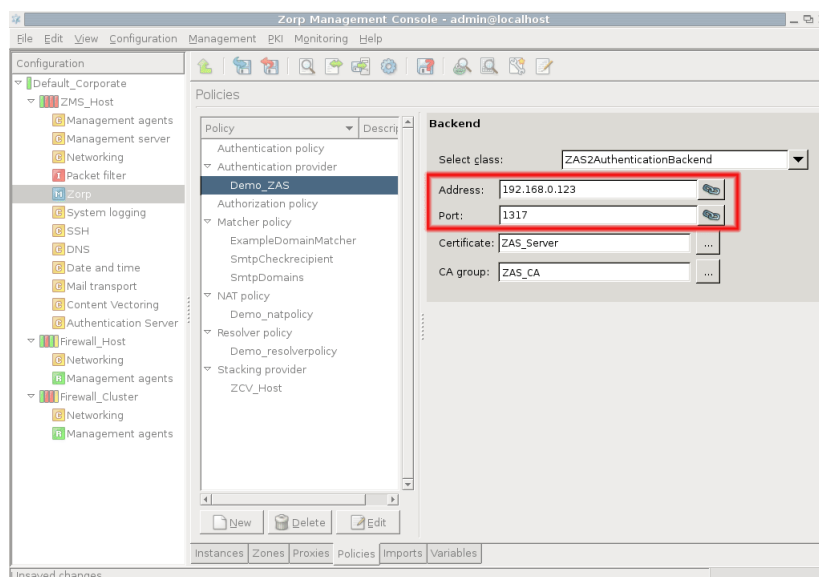 Zorp Management Console - admin@localhost
File Edit View Configuration Management PKI Monitoring Help
Configuration
Default_Corporate
ZMS_Host
Management agents
Management server
Networking
Packet filter
Zorp
System logging
SSH
DNS
Date and time
Mail transport
Content Vectoring
Authentication Server
Firewall_Host
Networking
Management agents
Firewall_Cluster
Networking
Management agents
Policies
Policy Descrip
Authentication policy
Authentication provider
Demo_ZAS
Authorization policy
Matcher policy
ExampleDomainMatcher
SmtpCheckrecipient
SmtpDomains
NAT policy
Demo_natpolicy
Resolver policy
Demo_resolverpolicy
Stacking provider
ZCV_Host
New Delete Edit
Backend
Select class: ZAS2AuthenticationBackend
Address: 192.168.0.123
Port: 1317
Certificate: ZAS_Server ...
CA group: ZAS_CA ...
Instances Zones Proxies Policies Imports Variables
Unsaved changes